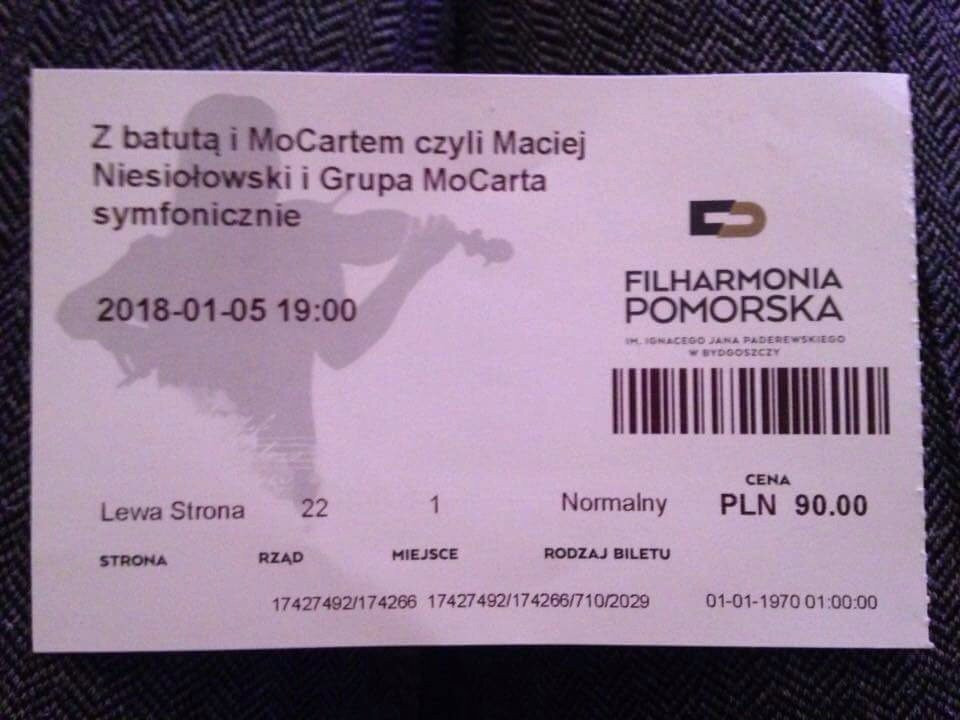 Z batutą i MoCartem czyli Maciej
Niesiołowski i Grupa MoCarta
symfonicznie
2018-01-05 19:00
FILHARMONIA
POMORSKA
IM. IGNACEGO JANA PADEREWSKIEGO
W BYDGOSZCZY
CENA
Lewa Strona 22 1 Normalny PLN 90.00
STRONA RZĄD MIEJSCE RODZAJ BILETU
17427492/174266 17427492/174266/710/2029 01-01-1970 01:00:00